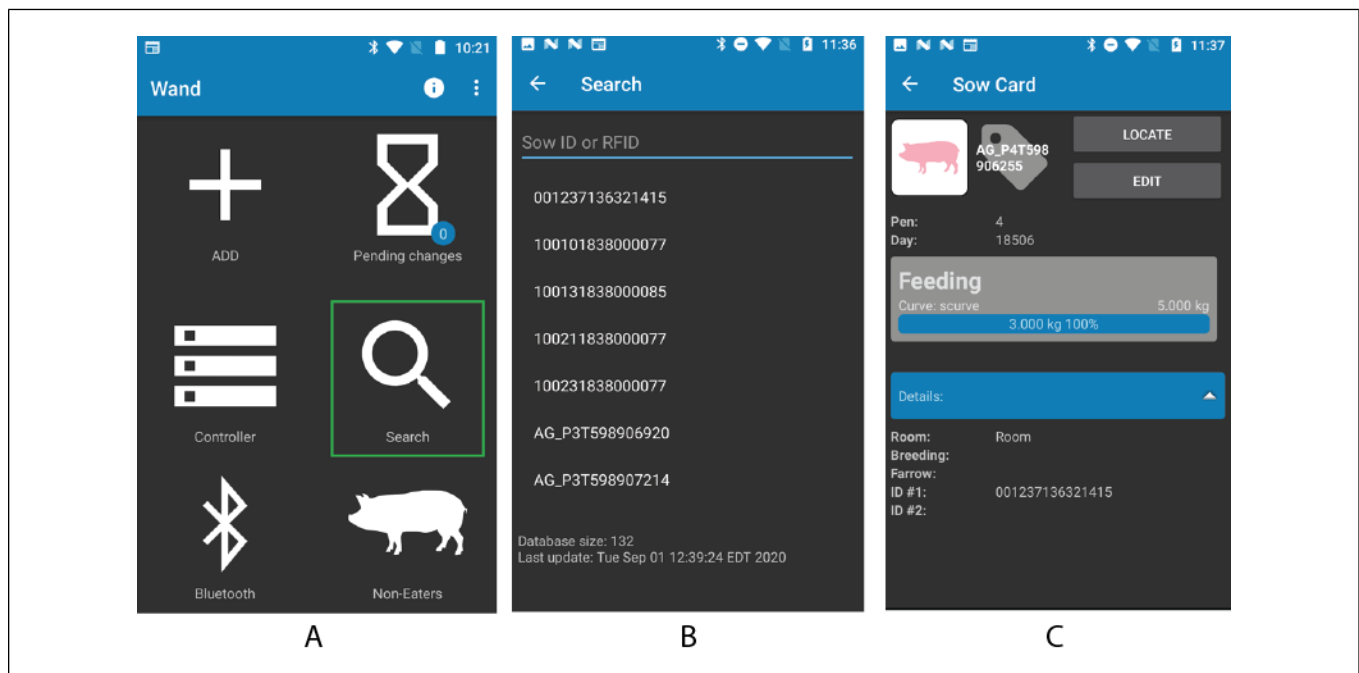 10:21
Wand
ADD
0
Pending changes
Controller
Search
Bluetooth
Non-Eaters
A
11:36
Search
Sow ID or RFID
001237136321415
100101838000077
100131838000085
100211838000077
100231838000077
AG_P3T598906920
AG_P3T598907214
Database size: 132
Last update: Tue Sep 01 12:39:24 EDT 2020
B
11:37
Sow Card
AG_P4T598
906255
LOCATE
EDIT
Pen: 4
Day: 18506
Feeding
Curve: scurve 5.000 kg
3.000 kg 100%
Details:
Room: Room
Breeding:
Farrow:
ID #1: 001237136321415
ID #2:
C